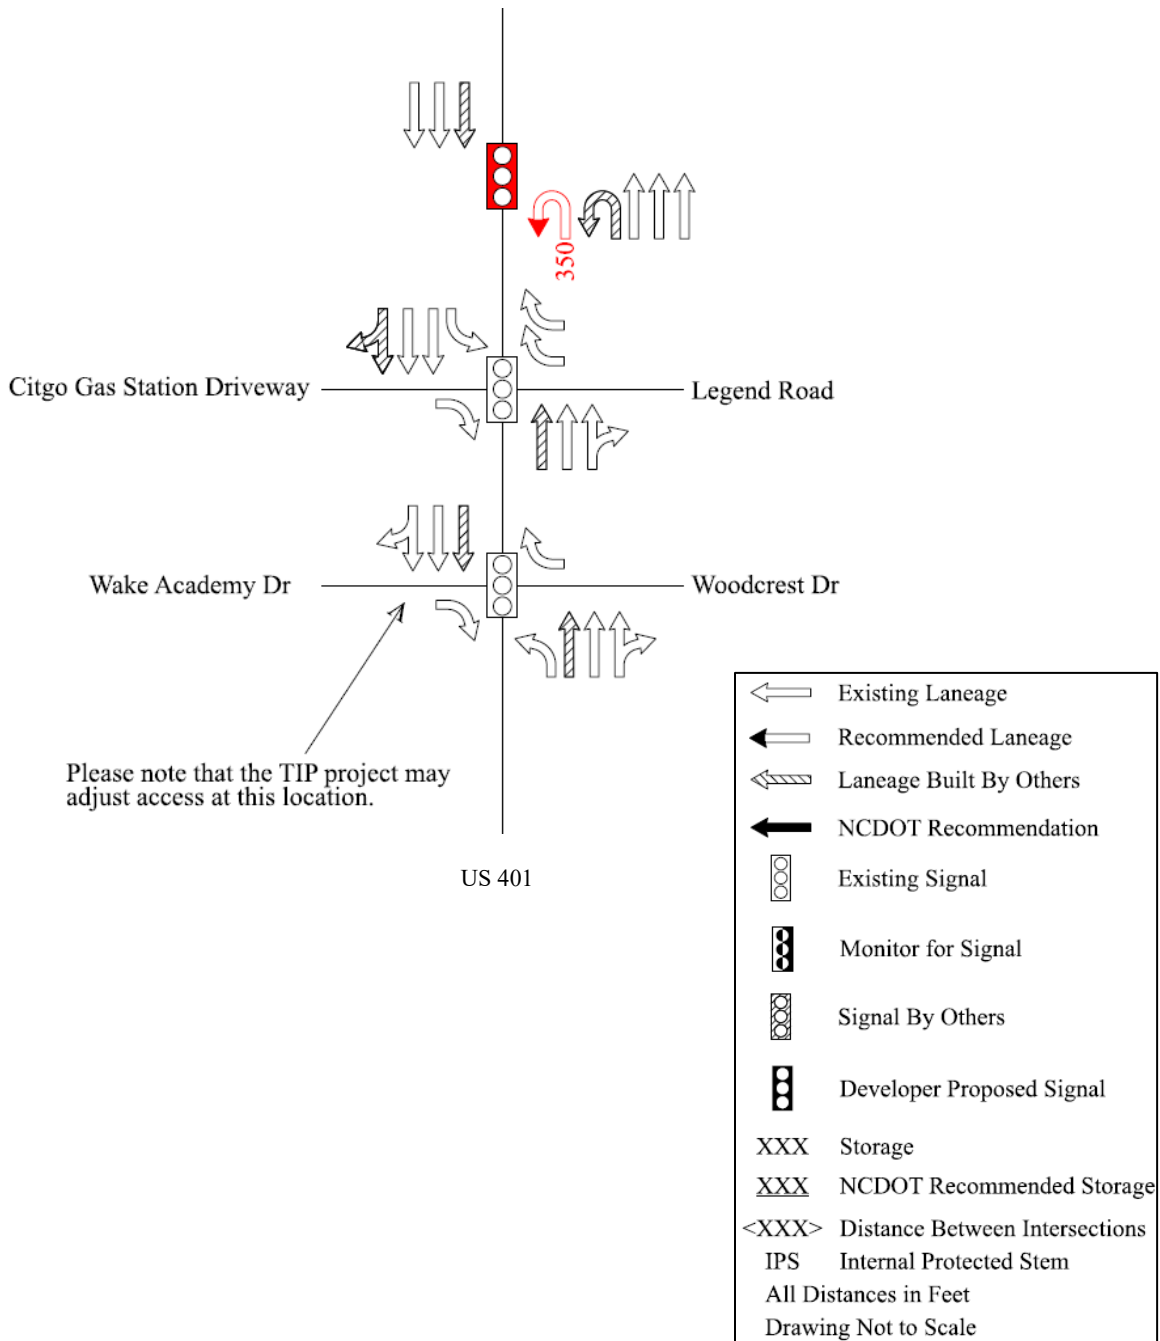 350
Citgo Gas Station Driveway
Legend Road
Wake Academy Dr
Woodcrest Dr
Please note that the TIP project may
adjust access at this location.
US 401
Existing Laneage
Recommended Laneage
Laneage Built By Others
NCDOT Recommendation
Existing Signal
Monitor for Signal
Signal By Others
Developer Proposed Signal
XXX Storage
XXX NCDOT Recommended Storage
<XXX> Distance Between Intersections
IPS Internal Protected Stem
All Distances in Feet
Drawing Not to Scale